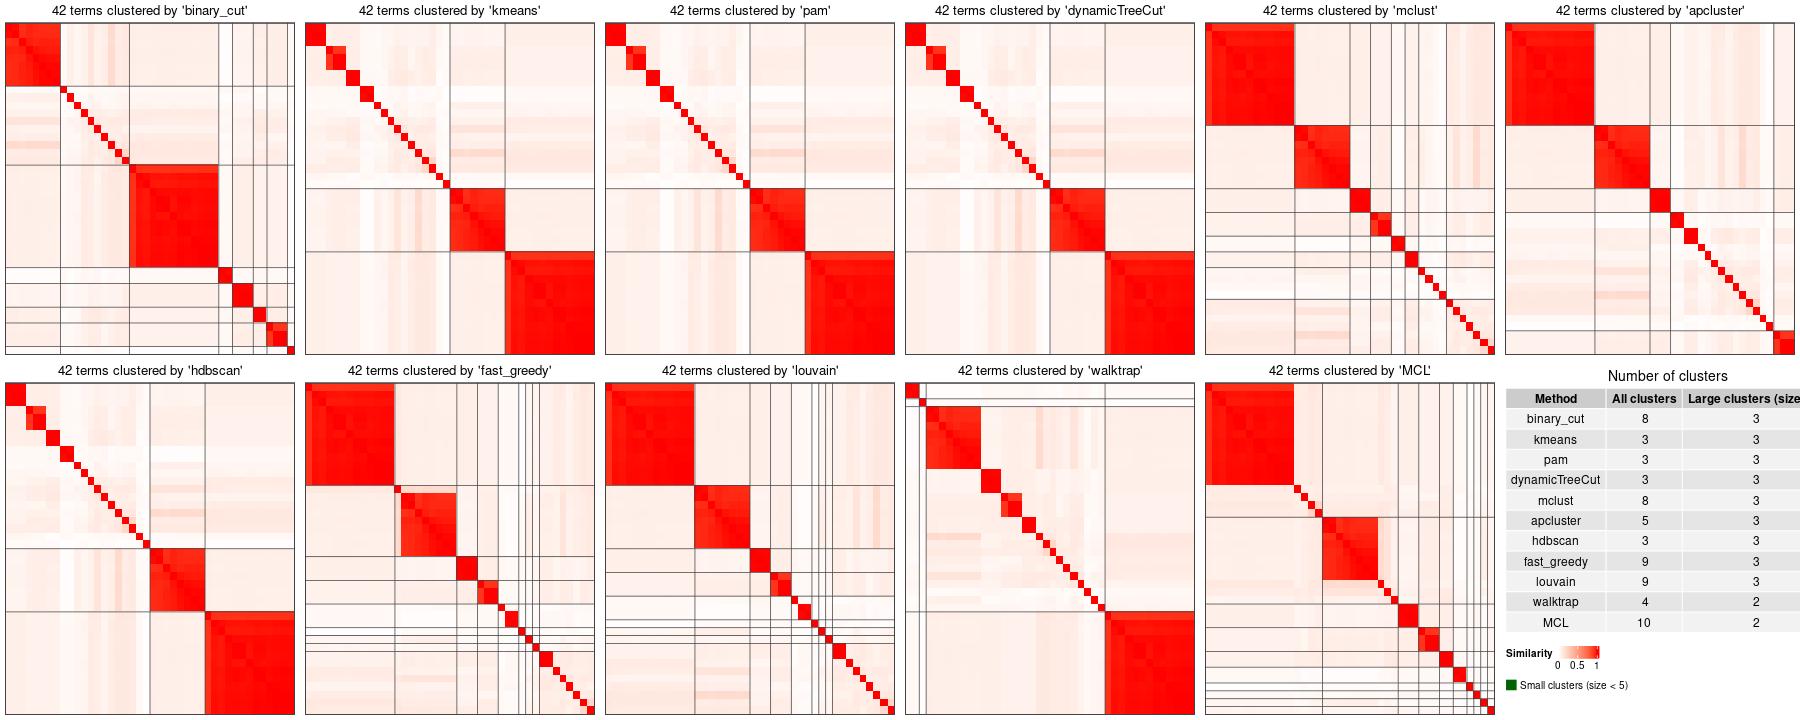 42 terms clustered by 'binary_cut'
42 terms clustered by 'kmeans'
42 terms clustered by 'pam'
42 terms clustered by 'dynamicTreeCut'
42 terms clustered by 'mclust'
42 terms clustered by 'apcluster'
42 terms clustered by 'hdbscan'
42 terms clustered by 'fast_greedy'
42 terms clustered by 'louvain'
42 terms clustered by 'walktrap'
42 terms clustered by 'MCL'
Number of clusters
Method All clusters Large clusters (size
binary_cut 8 3
kmeans 3 3
pam 3 3
dynamicTreeCut 3 3
mclust 8 3
apcluster 5 3
hdbscan 3 3
fast_greedy 9 3
louvain 9 3
walktrap 4 2
MCL 10 2
Similarity
0 0.5 1
Small clusters (size < 5)